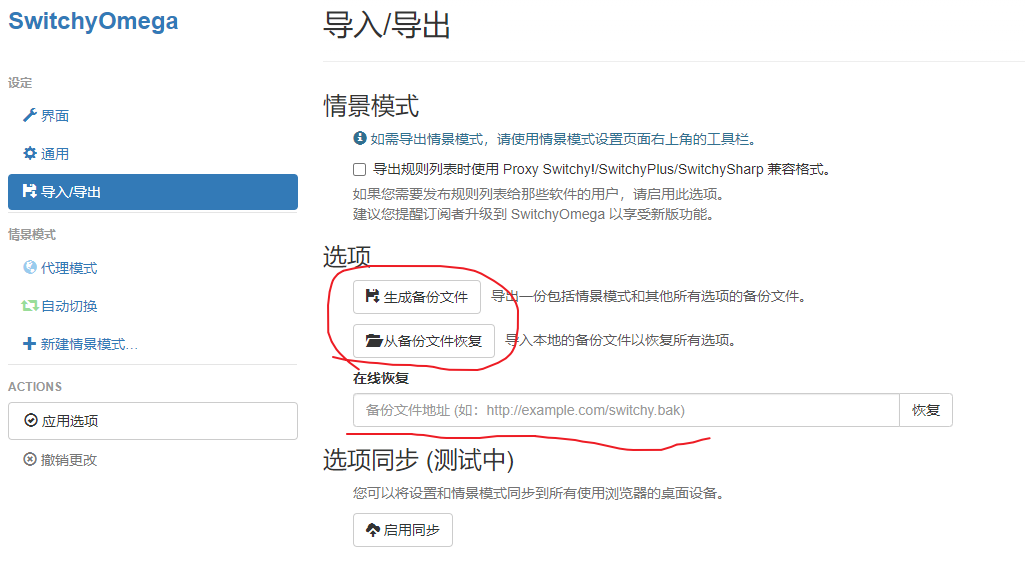 SwitchyOmega
设定
界面
通用
导入/导出
情景模式
代理模式
自动切换
新建情景模式...
ACTIONS
应用选项
撤销更改
导入/导出
情景模式
如需导出情景模式，请使用情景模式设置页面右上角的工具栏。
导出规则列表时使用 Proxy Switchy!/SwitchyPlus/SwitchySharp 兼容格式。
如果您需要发布规则列表给那些软件的用户，请启用此选项。
建议您提醒订阅者升级到 SwitchyOmega 以享受新版功能。
选项
生成备份文件 导出一份包括情景模式和其他所有选项的备份文件。
从备份文件恢复 导入本地的备份文件以恢复所有选项。
在线恢复
备份文件地址 (如：http://example.com/switchy.bak) 恢复
选项同步 (测试中)
您可以将设置和情景模式同步到所有使用浏览器的桌面设备。
启用同步